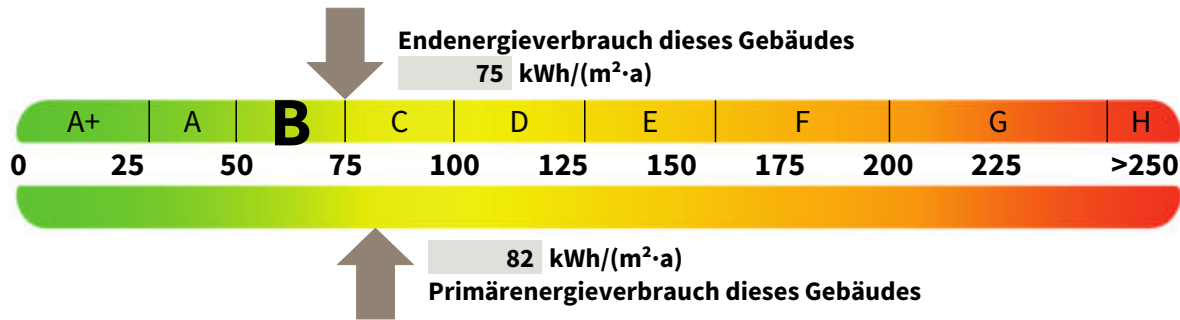 Endenergieverbrauch dieses Gebäudes
75 kWh/(m²·a)
A+ A B C D E F G H
0 25 50 75 100 125 150 175 200 225 >250
82 kWh/(m²·a)
Primärenergieverbrauch dieses Gebäudes